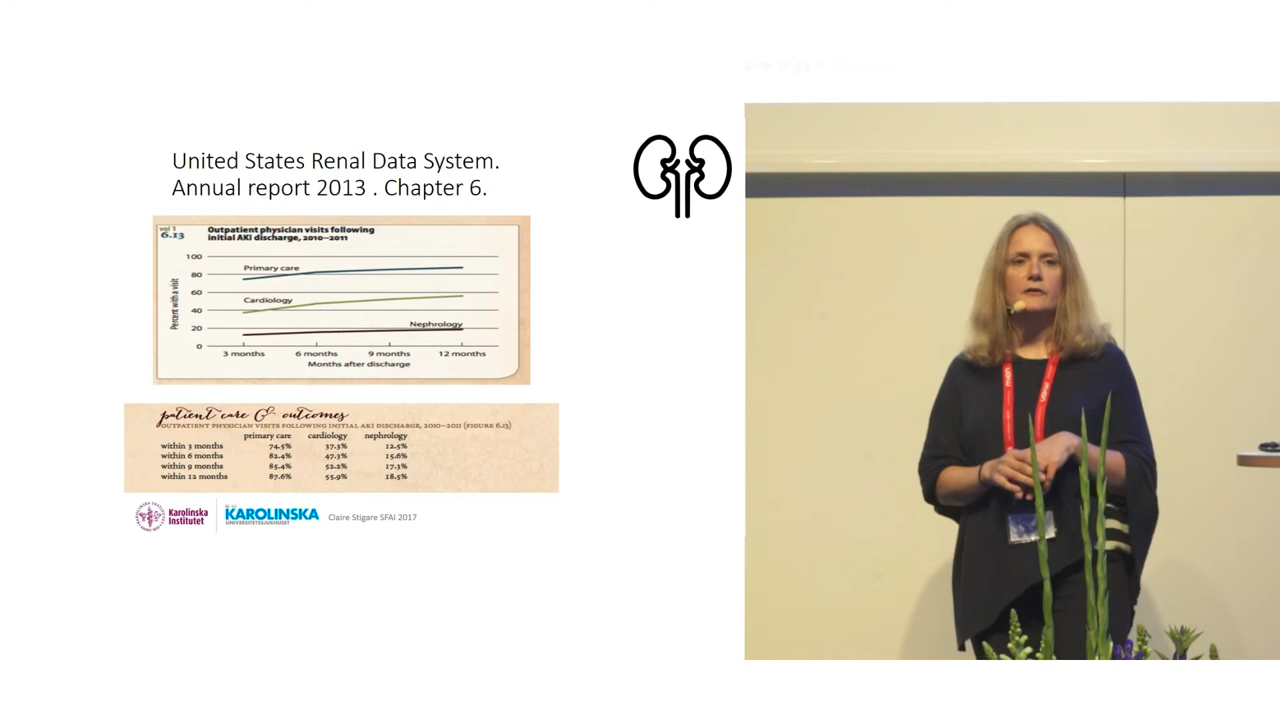 United States Renal Data System.
Annual report 2013 . Chapter 6.
vol 1
6.13
Outpatient physician visits following
initial AKI discharge, 2010–2011
Percent with a visit
100
80
60
40
20
0
Primary care
Cardiology
Nephrology
3 months 6 months 9 months 12 months
Months after discharge
patient care & outcomes
OUTPATIENT PHYSICIAN VISITS FOLLOWING INITIAL AKI DISCHARGE, 2010–2011 (FIGURE 6.13)
primary care cardiology nephrology
within 3 months 74.5% 37.3% 12.5%
within 6 months 82.4% 47.3% 15.6%
within 9 months 85.4% 52.2% 17.3%
within 12 months 87.6% 55.9% 18.5%
Karolinska
Institutet
KAROLINSKA
UNIVERSITETSSJUKHUSET
Claire Stigare SFAI 2017